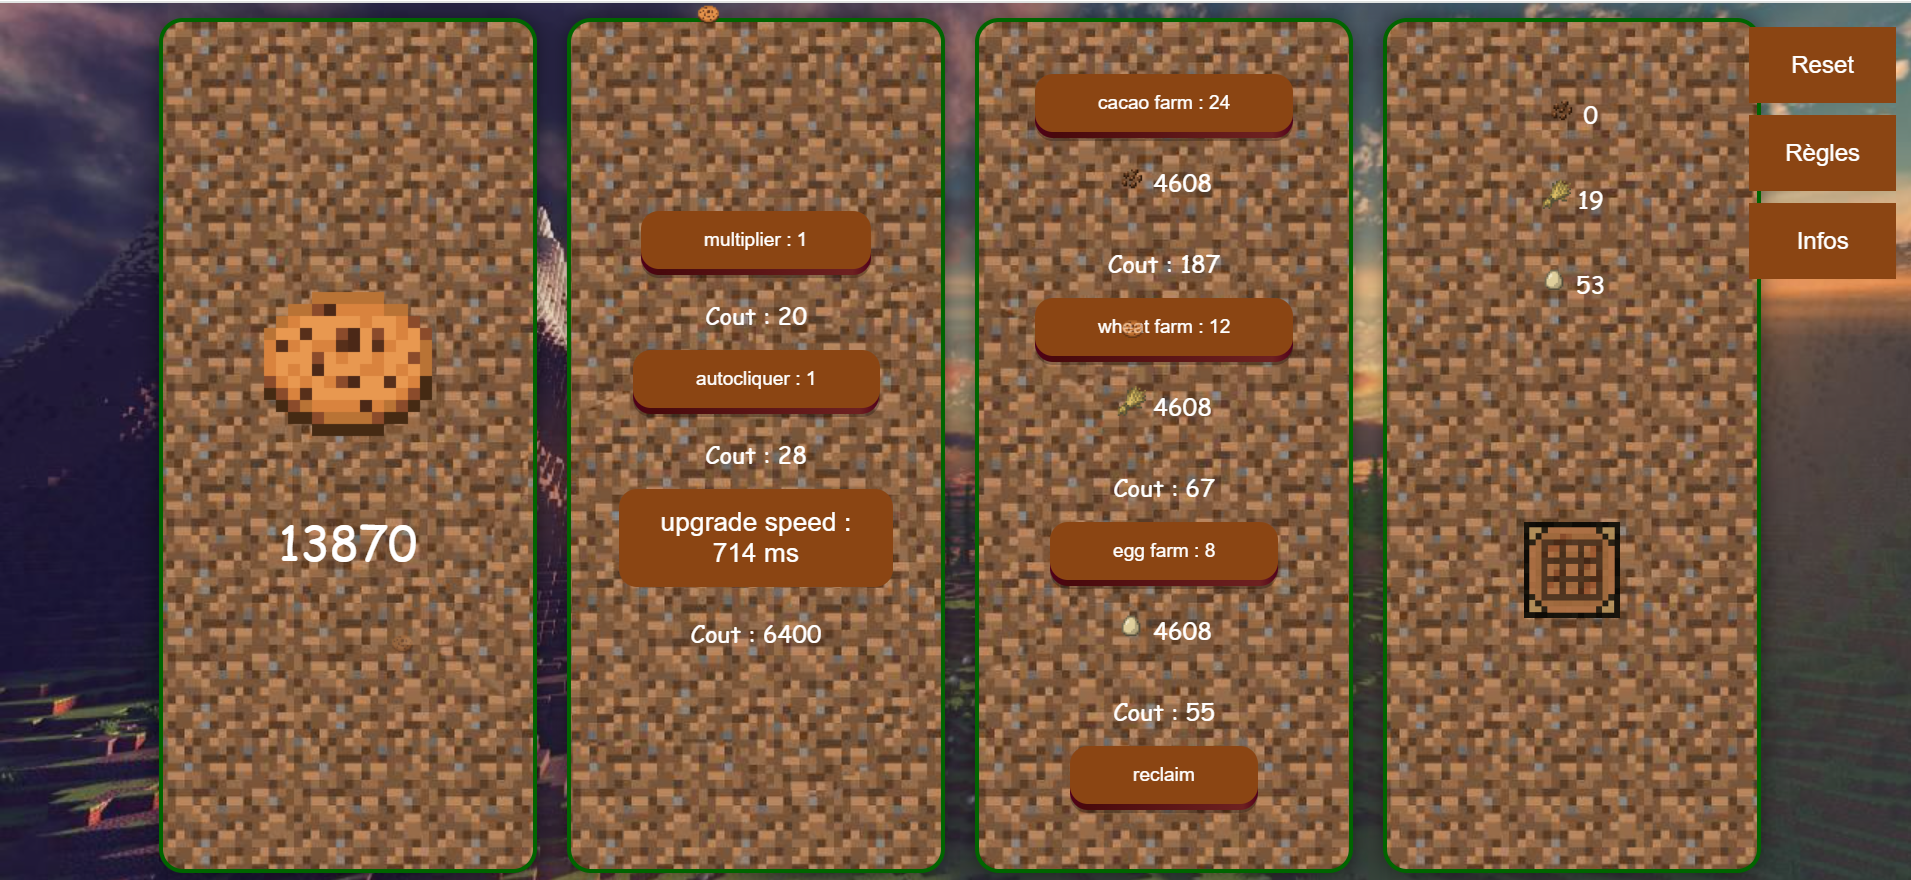 13870
multiplier : 1
Cout : 20
autocliquer : 1
Cout : 28
upgrade speed :
714 ms
Cout : 6400
cacao farm : 24
4608
Cout : 187
wheat farm : 12
4608
Cout : 67
egg farm : 8
4608
Cout : 55
reclaim
0
19
53
Reset
Règles
Infos